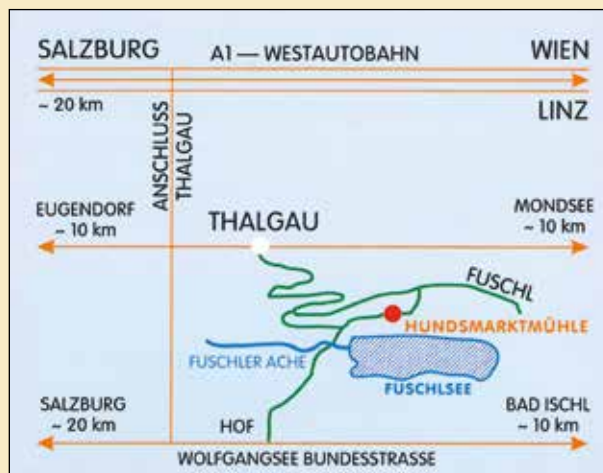 SALZBURG A1 — WESTAUTOBAHN WIEN
~ 20 km LINZ
ANSCHLUSS
THALGAU
EUGENDORF
~ 10 km
THALGAU
MONDSEE
~ 10 km
FUSCHL
HUNDSMARKTMÜHLE
FUSCHLER ACHE
FUSCHLSEE
SALZBURG
~ 20 km
HOF
BAD ISCHL
~ 10 km
WOLFGANGSEE BUNDESSTRASSE